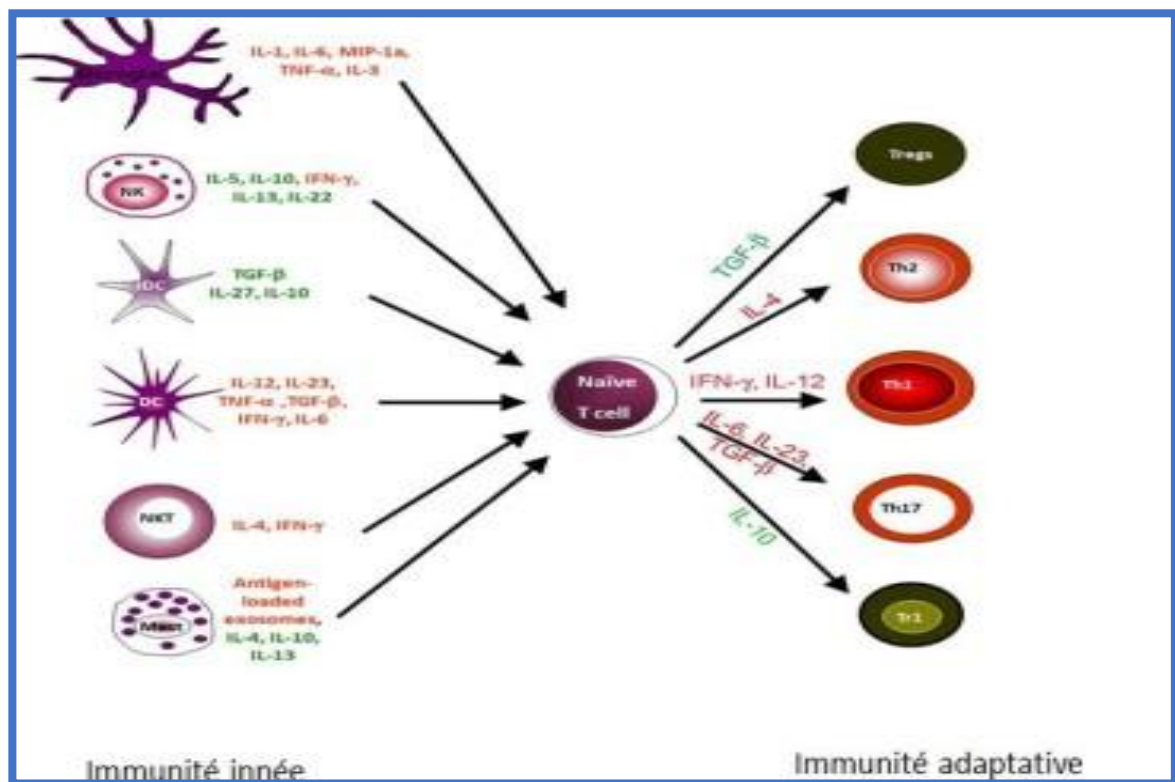 IL-1, IL-6, MIP-1a,
TNF-α, IL-3
NK
IL-5, IL-10, IFN-γ,
IL-13, IL-22
iDC
TGF-β
IL-27, IL-10
DC
IL-12, IL-23,
TNF-α ,TGF-β,
IFN-γ, IL-6
NKT
IL-4, IFN-γ
Mast
Antigen-
loaded
exosomes,
IL-4, IL-10,
IL-13
Naïve
T cell
TGF-β
IL-4
IFN-γ, IL-12
IL-6, IL-23,
TGF-β
IL-10
Tregs
Th2
Th1
Th17
Tr1
Immunité innée
Immunité adaptative